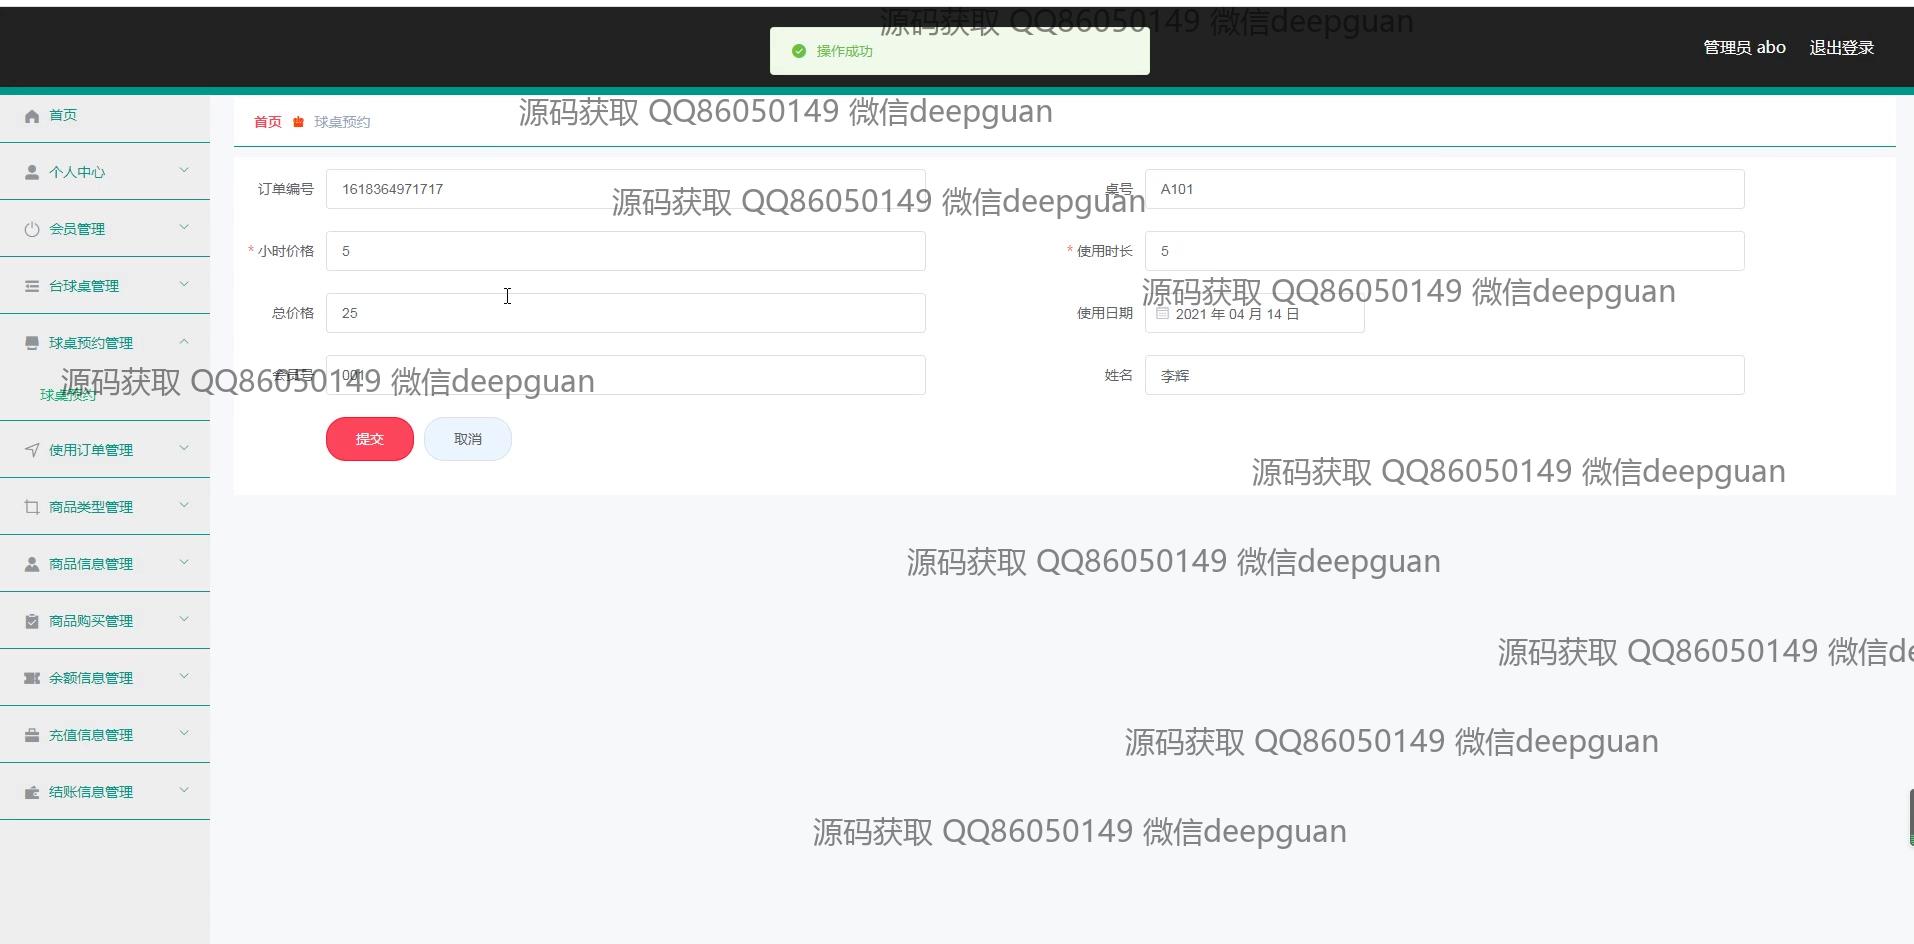 源码获取 QQ86050149 微信deepguan
操作成功
管理员 abo 退出登录
首页
个人中心
会员管理
台球桌管理
球桌预约管理
球桌预约
使用订单管理
商品类型管理
商品信息管理
商品购买管理
余额信息管理
充值信息管理
结账信息管理
首页 球桌预约
源码获取 QQ86050149 微信deepguan
订单编号 1618364971717
桌号 A101
源码获取 QQ86050149 微信deepguan
* 小时价格 5
* 使用时长 5
源码获取 QQ86050149 微信deepguan
总价格 25
使用日期 2021 年 04 月 14 日
会员号 001
姓名 李辉
源码获取 QQ86050149 微信deepguan
提交 取消
源码获取 QQ86050149 微信deepguan
源码获取 QQ86050149 微信deepguan
源码获取 QQ86050149 微信de
源码获取 QQ86050149 微信deepguan
源码获取 QQ86050149 微信deepguan